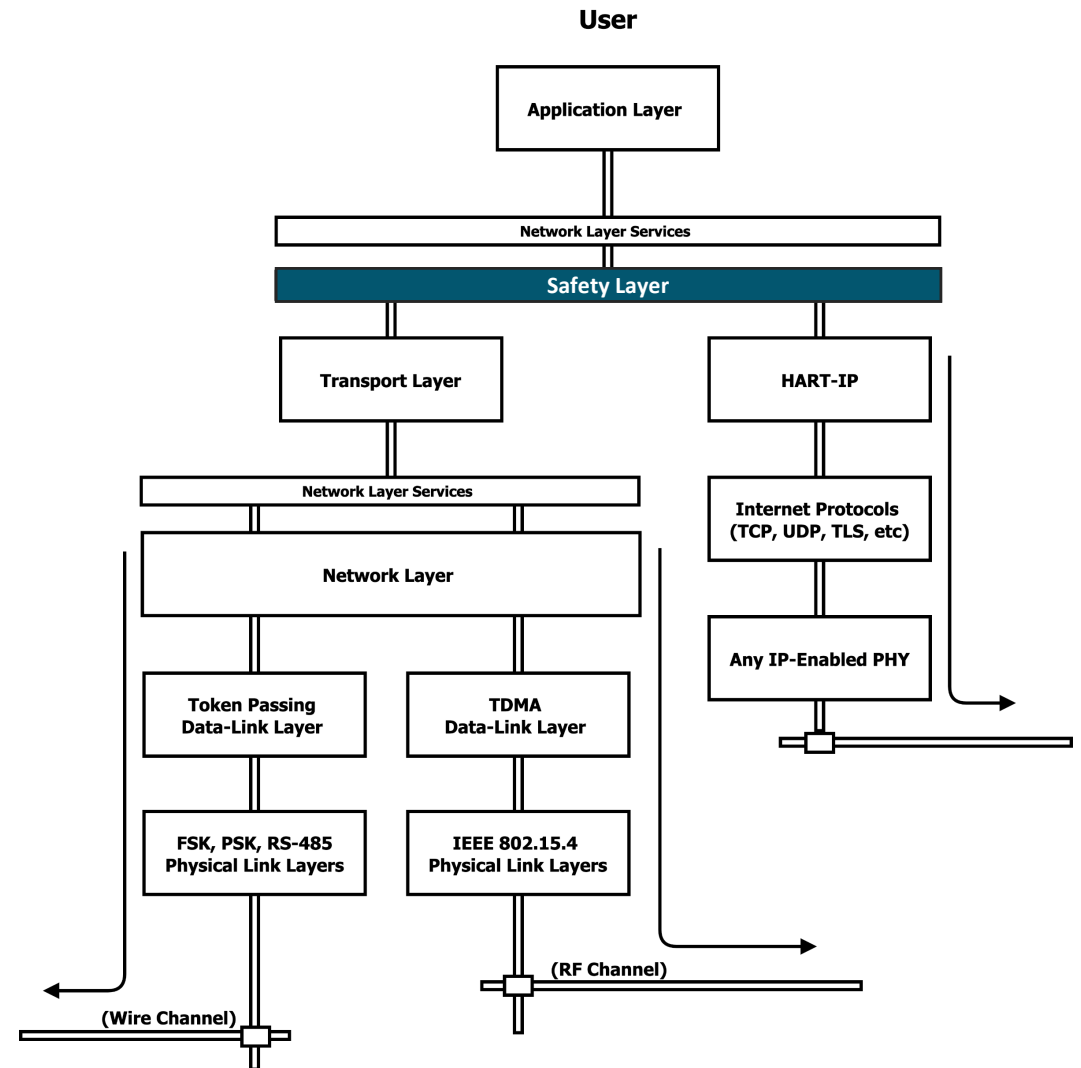 User
Application Layer
Network Layer Services
Safety Layer
Transport Layer
HART-IP
Network Layer Services
Internet Protocols
(TCP, UDP, TLS, etc)
Network Layer
Any IP-Enabled PHY
Token Passing
Data-Link Layer
TDMA
Data-Link Layer
FSK, PSK, RS-485
Physical Link Layers
IEEE 802.15.4
Physical Link Layers
(RF Channel)
(Wire Channel)